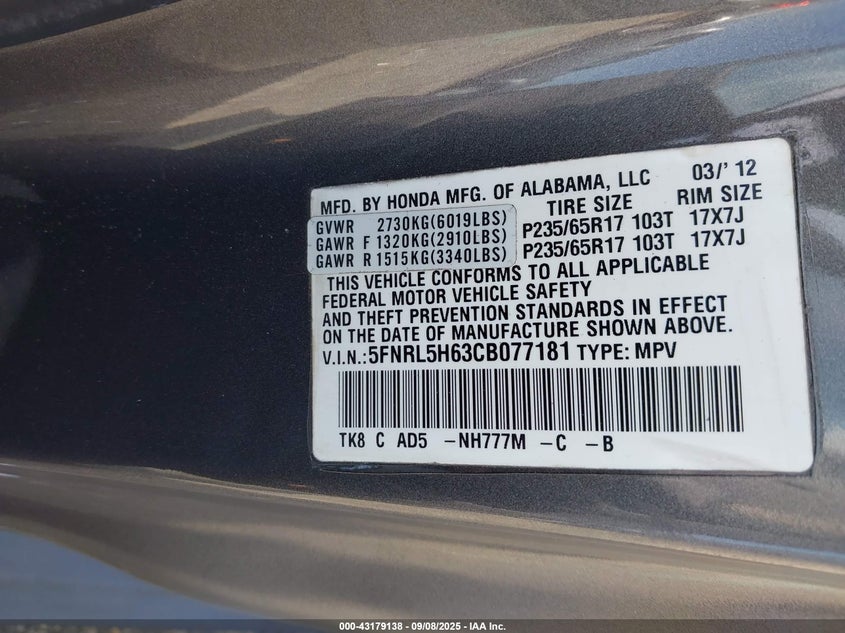 MFD. BY HONDA MFG. OF ALABAMA, LLC 03/' 12
TIRE SIZE RIM SIZE
GVWR 2730KG(6019LBS)
GAWR F 1320KG(2910LBS) P235/65R17 103T 17X7J
GAWR R 1515KG(3340LBS) P235/65R17 103T 17X7J
THIS VEHICLE CONFORMS TO ALL APPLICABLE
FEDERAL MOTOR VEHICLE SAFETY
AND THEFT PREVENTION STANDARDS IN EFFECT
ON THE DATE OF MANUFACTURE SHOWN ABOVE.
V.I.N.: 5FNRL5H63CB077181 TYPE: MPV
TK8 C AD5 -NH777M -C -B
000-43179138 - 09/08/2025 - IAA Inc.